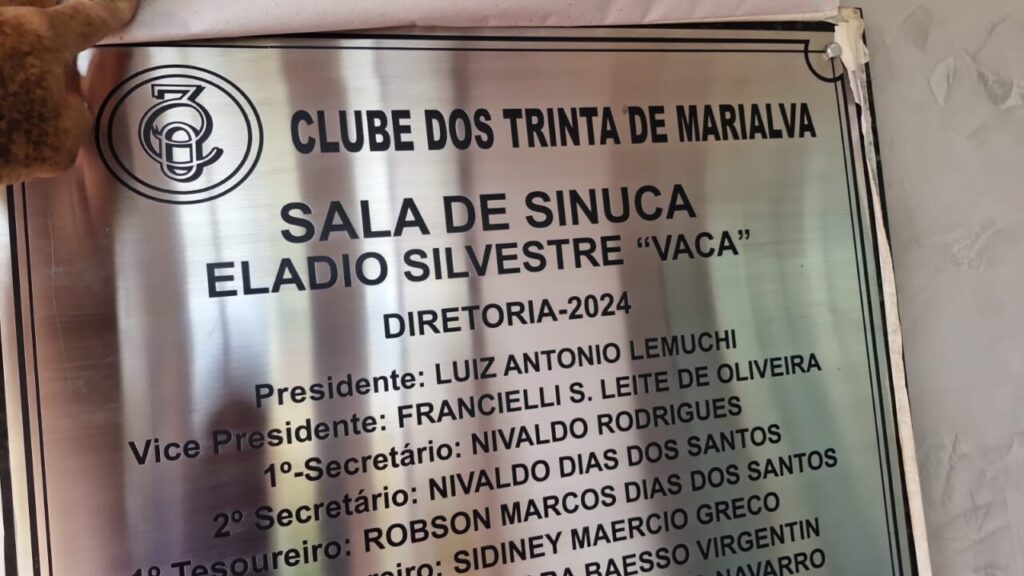 CLUBE DOS TRINTA DE MARIALVA
SALA DE SINUCA
ELADIO SILVESTRE “VACA”
DIRETORIA-2024
Presidente: LUIZ ANTONIO LEMUCHI
Vice Presidente: FRANCIELLI S. LEITE DE OLIVEIRA
1º-Secretário: NIVALDO RODRIGUES
2º Secretário: NIVALDO DIAS DOS SANTOS
1º Tesoureiro: ROBSON MARCOS DIAS DOS SANTOS
SIDINEY MAERCIO GRECO
BAESSO VIRGENTIN
NAVARRO